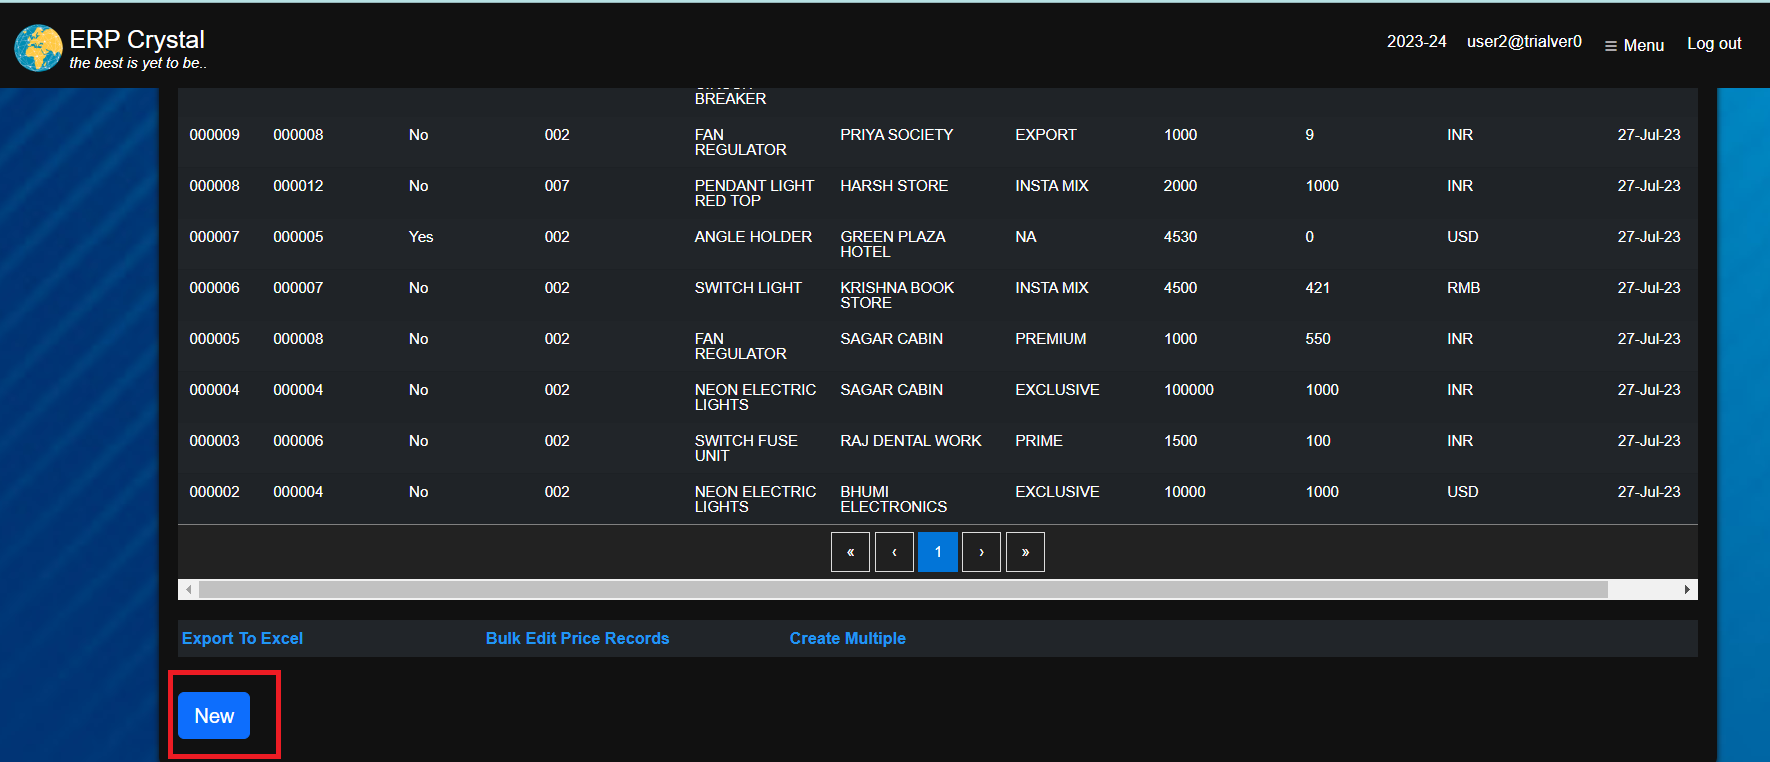 ERP Crystal
the best is yet to be..
2023-24 user2@trialver0 Menu Log out
BREAKER
000009 000008 No 002 FAN PRIYA SOCIETY EXPORT 1000 9 INR 27-Jul-23
REGULATOR
000008 000012 No 007 PENDANT LIGHT HARSH STORE INSTA MIX 2000 1000 INR 27-Jul-23
RED TOP
000007 000005 Yes 002 ANGLE HOLDER GREEN PLAZA NA 4530 0 USD 27-Jul-23
HOTEL
000006 000007 No 002 SWITCH LIGHT KRISHNA BOOK INSTA MIX 4500 421 RMB 27-Jul-23
STORE
000005 000008 No 002 FAN SAGAR CABIN PREMIUM 1000 550 INR 27-Jul-23
REGULATOR
000004 000004 No 002 NEON ELECTRIC SAGAR CABIN EXCLUSIVE 100000 1000 INR 27-Jul-23
LIGHTS
000003 000006 No 002 SWITCH FUSE RAJ DENTAL WORK PRIME 1500 100 INR 27-Jul-23
UNIT
000002 000004 No 002 NEON ELECTRIC BHUMI EXCLUSIVE 10000 1000 USD 27-Jul-23
LIGHTS ELECTRONICS
« ‹ 1 › »
Export To Excel Bulk Edit Price Records Create Multiple
New